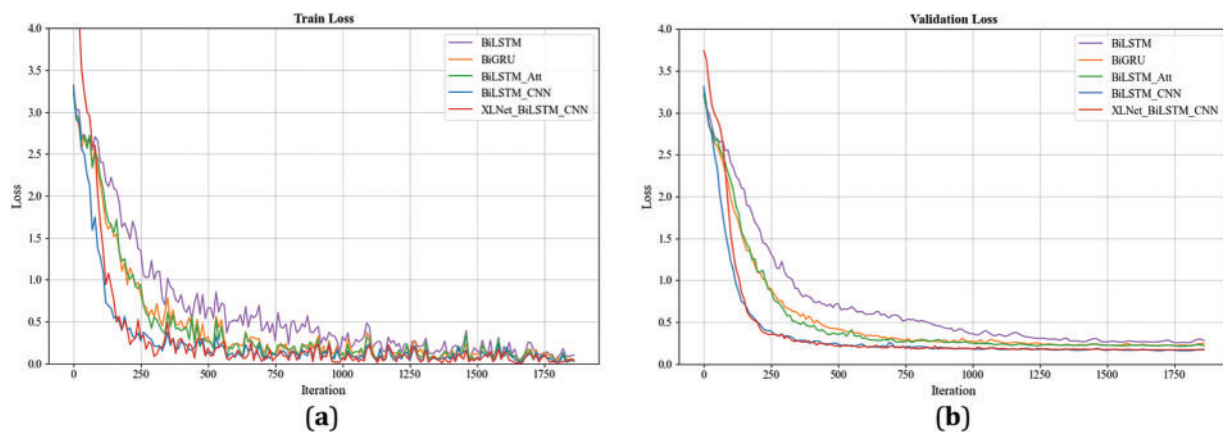 Train Loss
4.0
3.5
3.0
2.5
2.0
1.5
1.0
0.5
0.0
Loss
0
250
500
750
1000
1250
1500
1750
Iteration
BiLSTM
BiGRU
BiLSTM_Att
BiLSTM_CNN
XLNet_BiLSTM_CNN
(a)
Validation Loss
4.0
3.5
3.0
2.5
2.0
1.5
1.0
0.5
0.0
Loss
0
250
500
750
1000
1250
1500
1750
Iteration
BiLSTM
BiGRU
BiLSTM_Att
BiLSTM_CNN
XLNet_BiLSTM_CNN
(b)